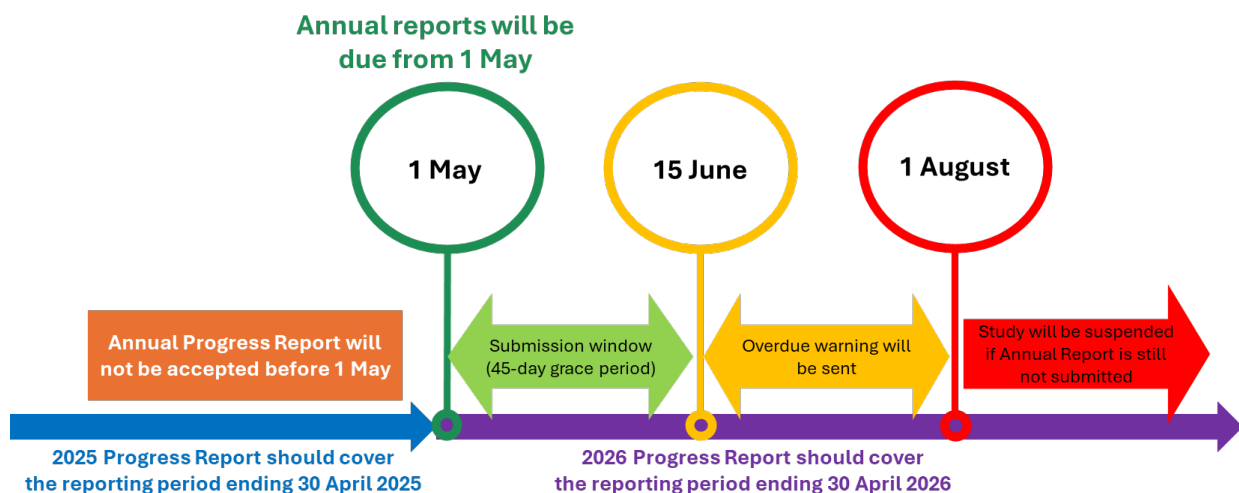 Annual reports will be
due from 1 May
1 May
15 June
1 August
Annual Progress Report will
not be accepted before 1 May
Submission window
(45-day grace period)
Overdue warning will
be sent
Study will be suspended
if Annual Report is still
not submitted
2025 Progress Report should cover
the reporting period ending 30 April 2025
2026 Progress Report should cover
the reporting period ending 30 April 2026